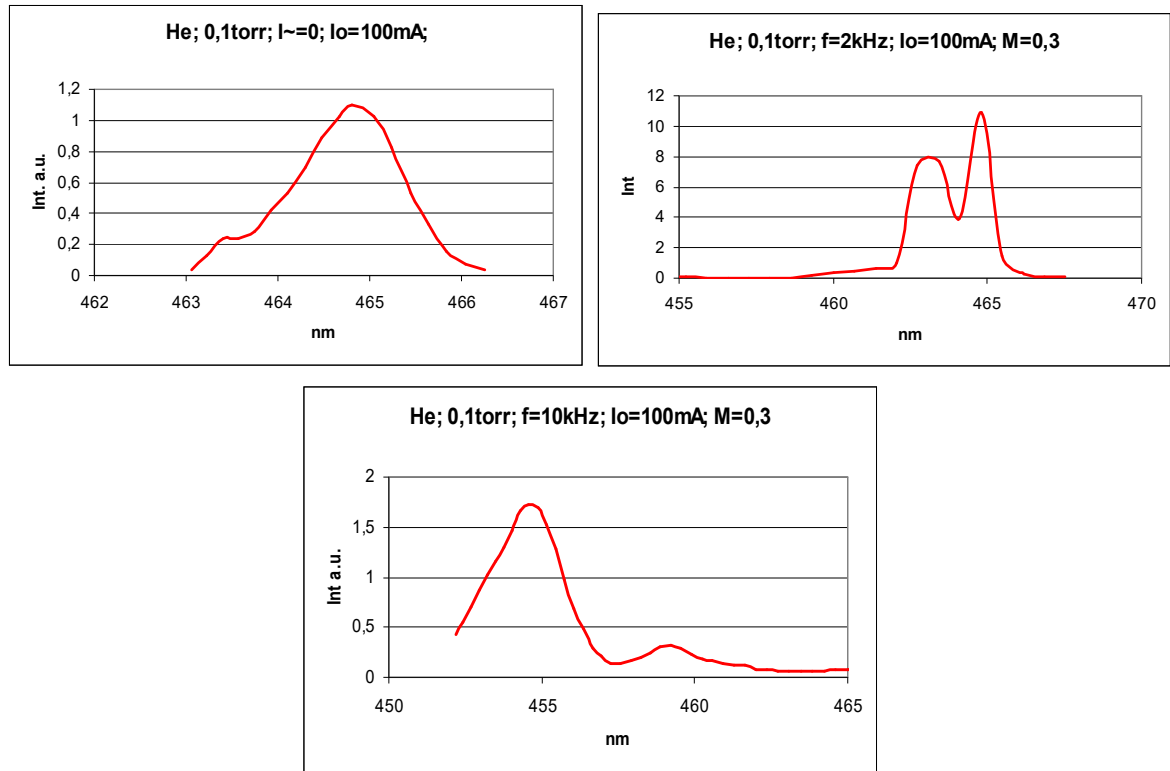 He; 0,1torr; I~=0; Io=100mA;
1,2
1
0,8
0,6
0,4
0,2
0
Int. a.u.
462 463 464 465 466 467
nm
He; 0,1torr; f=2kHz; Io=100mA; M=0,3
12
10
8
6
4
2
0
Int
455 460 465 470
nm
He; 0,1torr; f=10kHz; Io=100mA; M=0,3
2
1,5
1
0,5
0
Int a.u.
450 455 460 465
nm